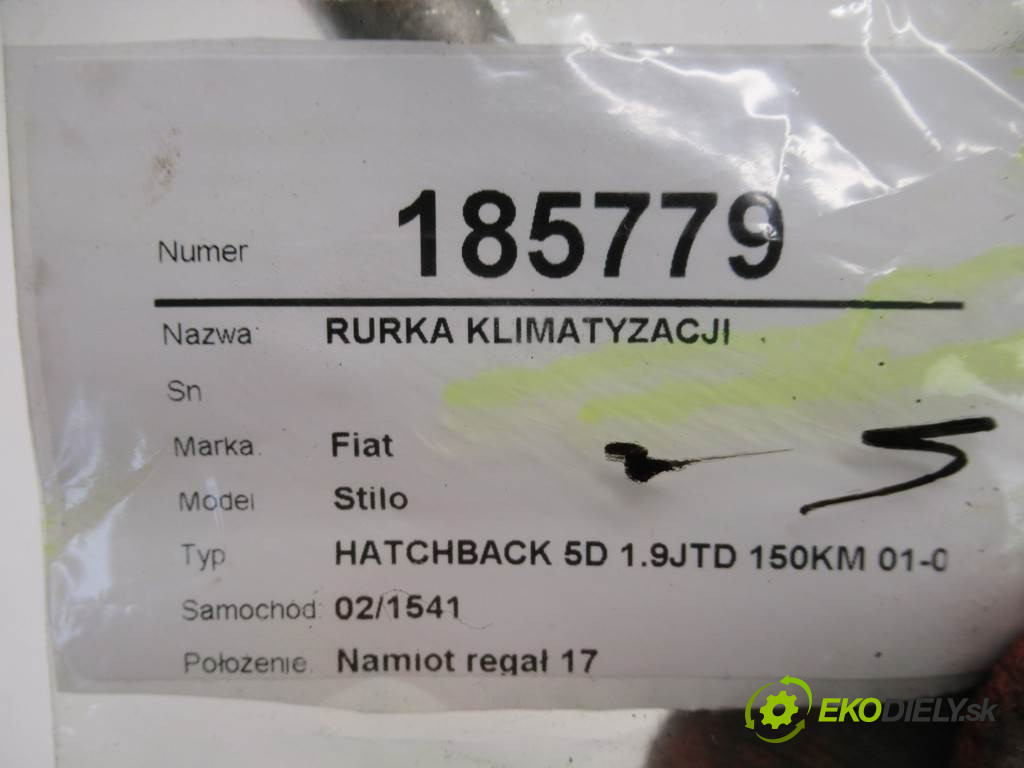 Numer 185779
Nazwa: RURKA KLIMATYZACJI
Sn
Marka: Fiat
Model Stilo
Typ HATCHBACK 5D 1.9JTD 150KM 01-0
Samochód: 02/1541
Położenie: Namiot regał 17
EKODIELY.sk